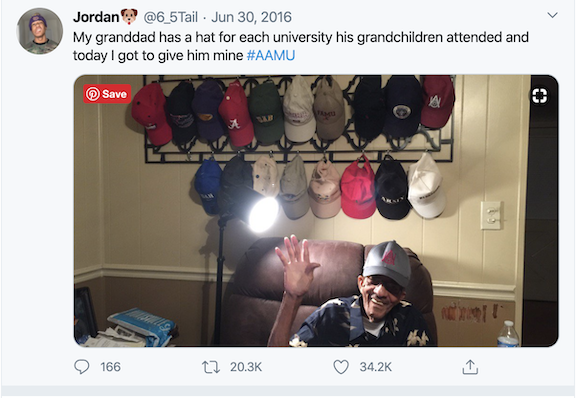 Jordan @6_5Tail · Jun 30, 2016
My granddad has a hat for each university his grandchildren attended and
today I got to give him mine #AAMU
Save
166 20.3K 34.2K